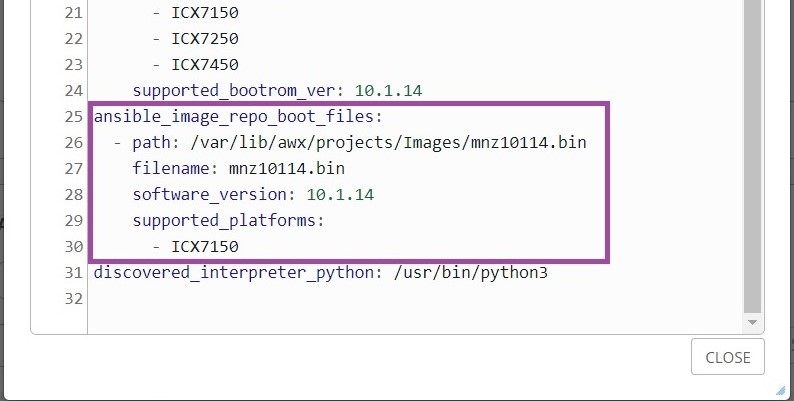 21 - ICX7150
22 - ICX7250
23 - ICX7450
24 supported_bootrom_ver: 10.1.14
25 ansible_image_repo_boot_files:
26 - path: /var/lib/awx/projects/Images/mnz10114.bin
27 filename: mnz10114.bin
28 software_version: 10.1.14
29 supported_platforms:
30 - ICX7150
31 discovered_interpreter_python: /usr/bin/python3
32
CLOSE